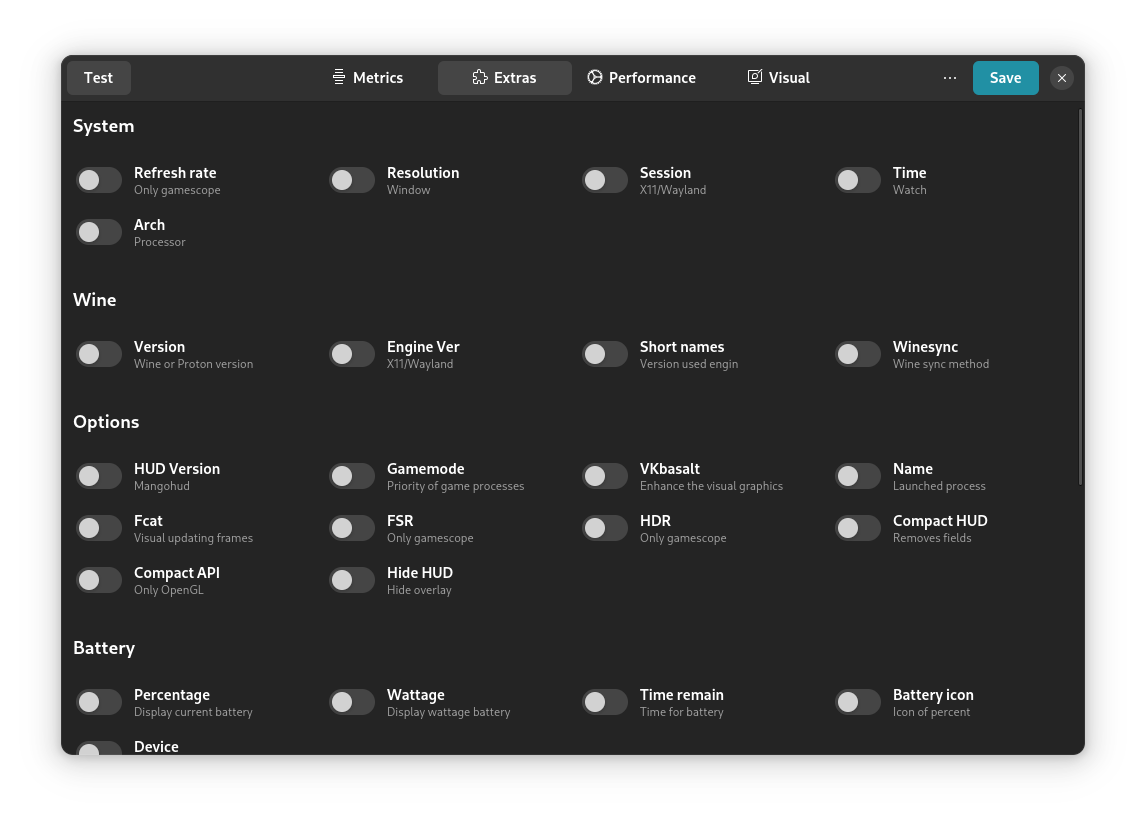 Test
Metrics
Extras
Performance
Visual
Save
System
Refresh rate
Only gamescope
Resolution
Window
Session
X11/Wayland
Time
Watch
Arch
Processor
Wine
Version
Wine or Proton version
Engine Ver
X11/Wayland
Short names
Version used engin
Winesync
Wine sync method
Options
HUD Version
Mangohud
Gamemode
Priority of game processes
VKbasalt
Enhance the visual graphics
Name
Launched process
Fcat
Visual updating frames
FSR
Only gamescope
HDR
Only gamescope
Compact HUD
Removes fields
Compact API
Only OpenGL
Hide HUD
Hide overlay
Battery
Percentage
Display current battery
Wattage
Display wattage battery
Time remain
Time for battery
Battery icon
Icon of percent
Device